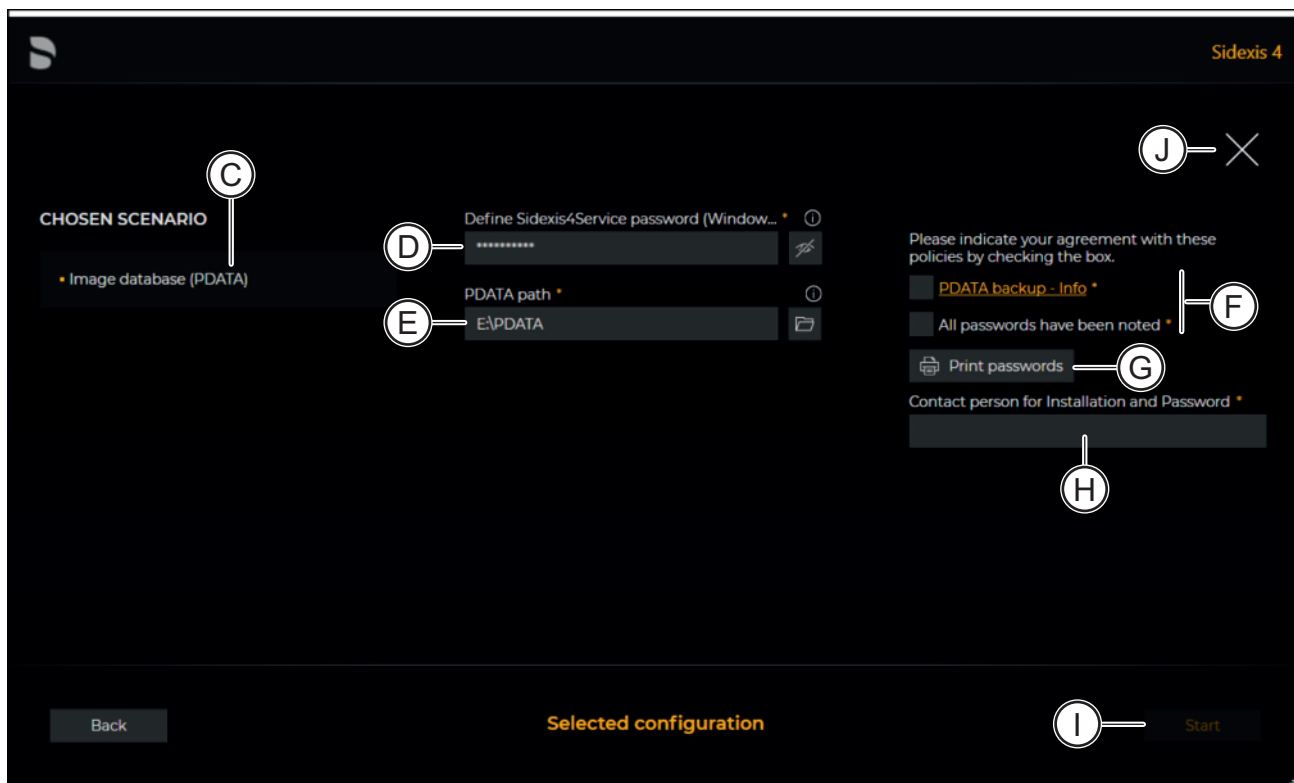 Sidexis 4
J
C
CHOSEN SCENARIO
Image database (PDATA)
Define Sidexis4Service password (Window... *
D
**********
PDATA path *
E
E:\PDATA
Please indicate your agreement with these
policies by checking the box.
PDATA backup - Info *
All passwords have been noted *
F
Print passwords
G
Contact person for Installation and Password *
H
Back
Selected configuration
I
Start